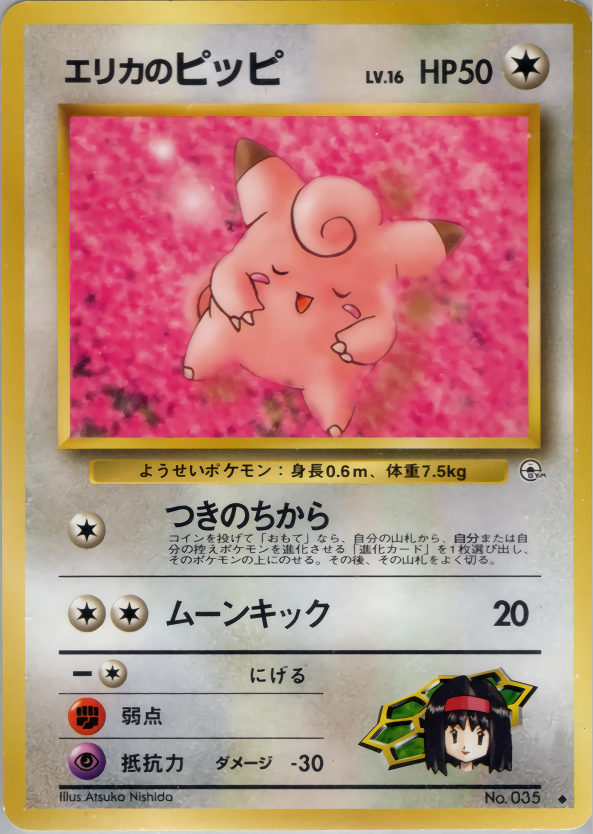 エリカのピッピ LV.16 HP50
ようせいポケモン：身長0.6m、体重7.5kg
GYM
つきのちから
コインを投げて「おもて」なら、自分の山札から、自分または自
分の控えポケモンを進化させる「進化カード」を1枚選び出し、
そのポケモンの上にのせる。その後、その山札をよく切る。
ムーンキック 20
にげる
弱点
抵抗力 ダメージ -30
Illus.Atsuko Nishida No.035